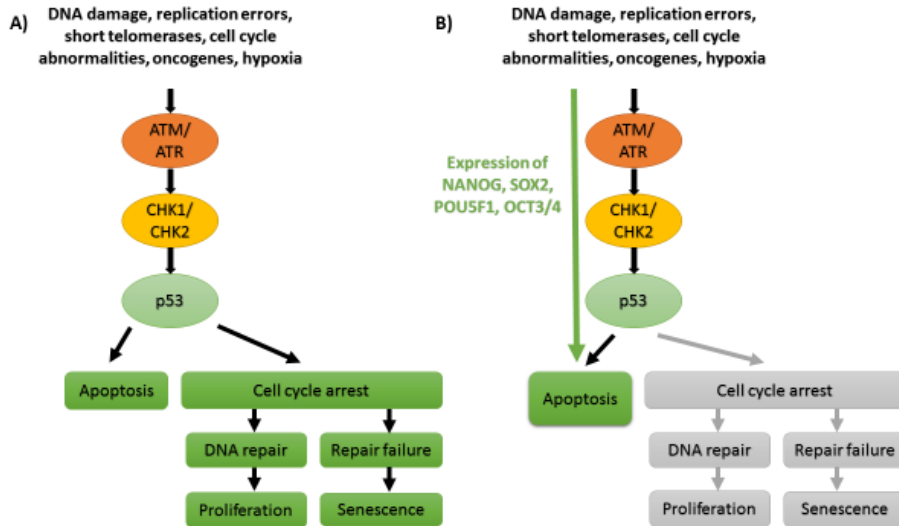 A)
DNA damage, replication errors,
short telomerases, cell cycle
abnormalities, oncogenes, hypoxia
ATM/
ATR
CHK1/
CHK2
p53
Apoptosis
Cell cycle arrest
DNA repair
Repair failure
Proliferation
Senescence
B)
DNA damage, replication errors,
short telomerases, cell cycle
abnormalities, oncogenes, hypoxia
Expression of
NANOG, SOX2,
POU5F1, OCT3/4
ATM/
ATR
CHK1/
CHK2
p53
Apoptosis
Cell cycle arrest
DNA repair
Repair failure
Proliferation
Senescence